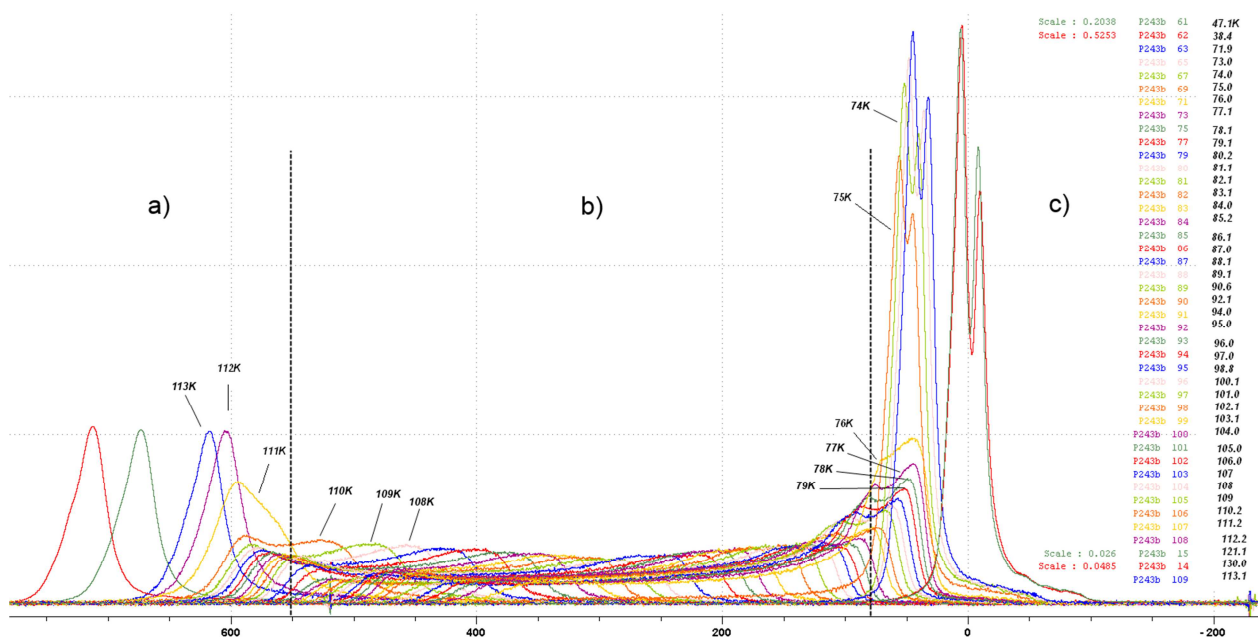 Scale : 0.2038 P243b 61 47.1K
Scale : 0.5253 P243b 62 38.4
P243b 63 71.9
P243b 65 73.0
P243b 67 74.0
P243b 69 75.0
P243b 71 76.0
P243b 73 77.1
P243b 75 78.1
P243b 77 79.1
P243b 79 80.2
P243b 80 81.1
P243b 81 82.1
P243b 82 83.1
P243b 83 84.0
P243b 84 85.2
P243b 85 86.1
P243b 06 87.0
P243b 87 88.1
P243b 88 89.1
P243b 89 90.6
P243b 90 92.1
P243b 91 94.0
P243b 92 95.0
P243b 93 96.0
P243b 94 97.0
P243b 95 98.8
P243b 96 100.1
P243b 97 101.0
P243b 98 102.1
P243b 99 103.1
P243b 100 104.0
P243b 101 105.0
P243b 102 106.0
P243b 103 107
P243b 104 108
P243b 105 109
P243b 106 110.2
P243b 107 111.2
P243b 108 112.2
Scale : 0.026 P243b 15 121.1
Scale : 0.0485 P243b 14 130.0
P243b 109 113.1
a)
b)
c)
74K
75K
112K
113K
111K
76K
77K
78K
79K
110K
109K
108K
600
400
200
0
-200